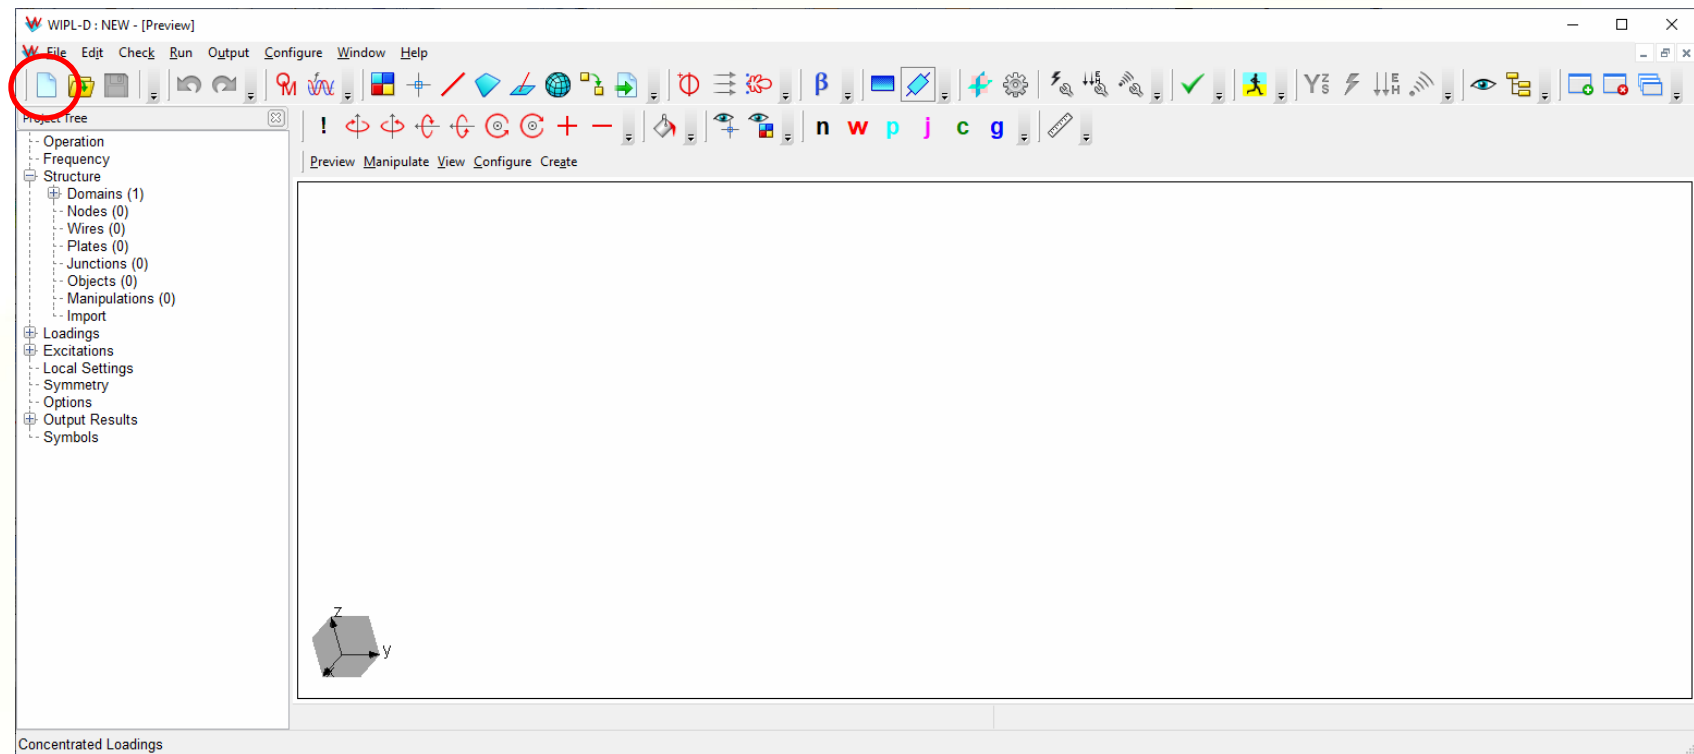 WIPL-D : NEW - [Preview]
File Edit Check Run Output Configure Window Help
Project Tree
Operation
Frequency
Structure
Domains (1)
Nodes (0)
Wires (0)
Plates (0)
Junctions (0)
Objects (0)
Manipulations (0)
Import
Loadings
Excitations
Local Settings
Symmetry
Options
Output Results
Symbols
β
YZS
EH
! n w p j c g
Preview Manipulate View Configure Create
z
y
x
Concentrated Loadings